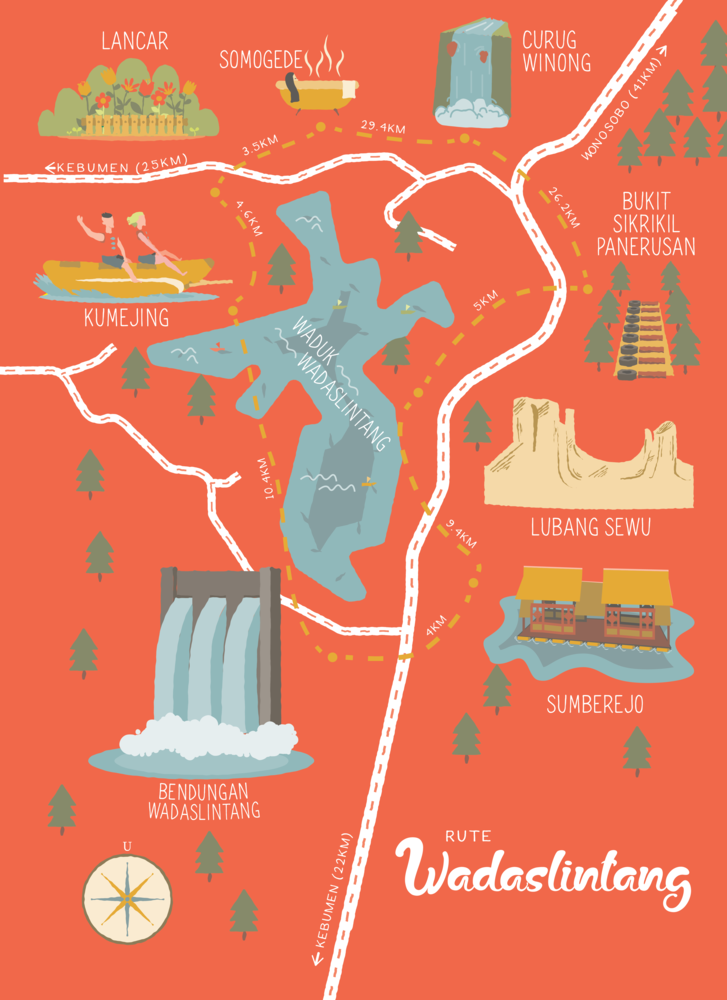 LANCAR
SOMOGEDE
CURUG
WINONG
WONOSOBO (41KM)
KEBUMEN (25KM)
3.5KM
29.4KM
26.2KM
4.6KM
BUKIT
SIKRIKIL
PANERUSAN
KUMEJING
5KM
WADUK
WADASLINTANG
10.4KM
LUBANG SEWU
9.4KM
4KM
SUMBEREJO
BENDUNGAN
WADASLINTANG
U
RUTE
Wadaslintang
KEBUMEN (22KM)